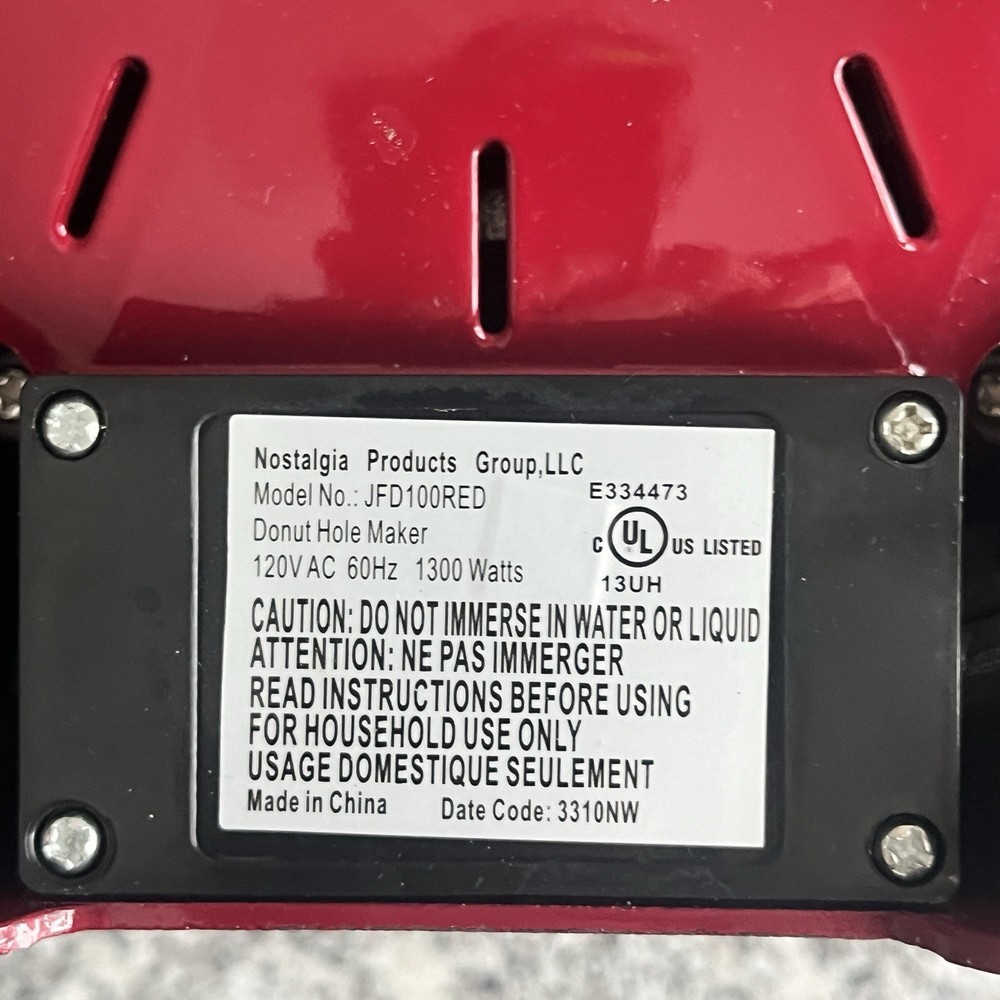 Nostalgia Products Group,LLC
Model No.: JFD100RED
E334473
Donut Hole Maker
C UL US LISTED
120V AC 60Hz 1300 Watts
13UH
CAUTION: DO NOT IMMERSE IN WATER OR LIQUID
ATTENTION: NE PAS IMMERGER
READ INSTRUCTIONS BEFORE USING
FOR HOUSEHOLD USE ONLY
USAGE DOMESTIQUE SEULEMENT
Made in China Date Code: 3310NW